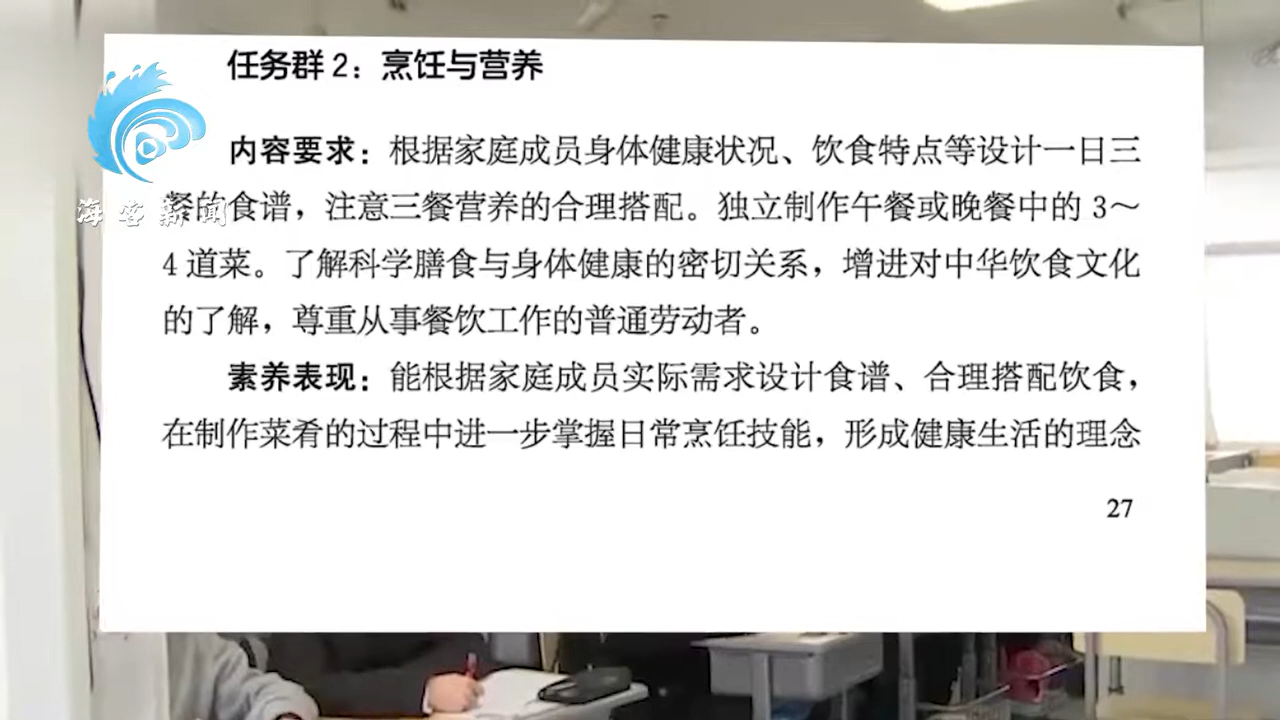 任务群 2：烹饪与营养
内容要求：根据家庭成员身体健康状况、饮食特点等设计一日三
餐的食谱，注意三餐营养的合理搭配。独立制作午餐或晚餐中的 3～
4 道菜。了解科学膳食与身体健康的密切关系，增进对中华饮食文化
的了解，尊重从事餐饮工作的普通劳动者。
素养表现：能根据家庭成员实际需求设计食谱、合理搭配饮食，
在制作菜肴的过程中进一步掌握日常烹饪技能，形成健康生活的理念
27
海客新闻